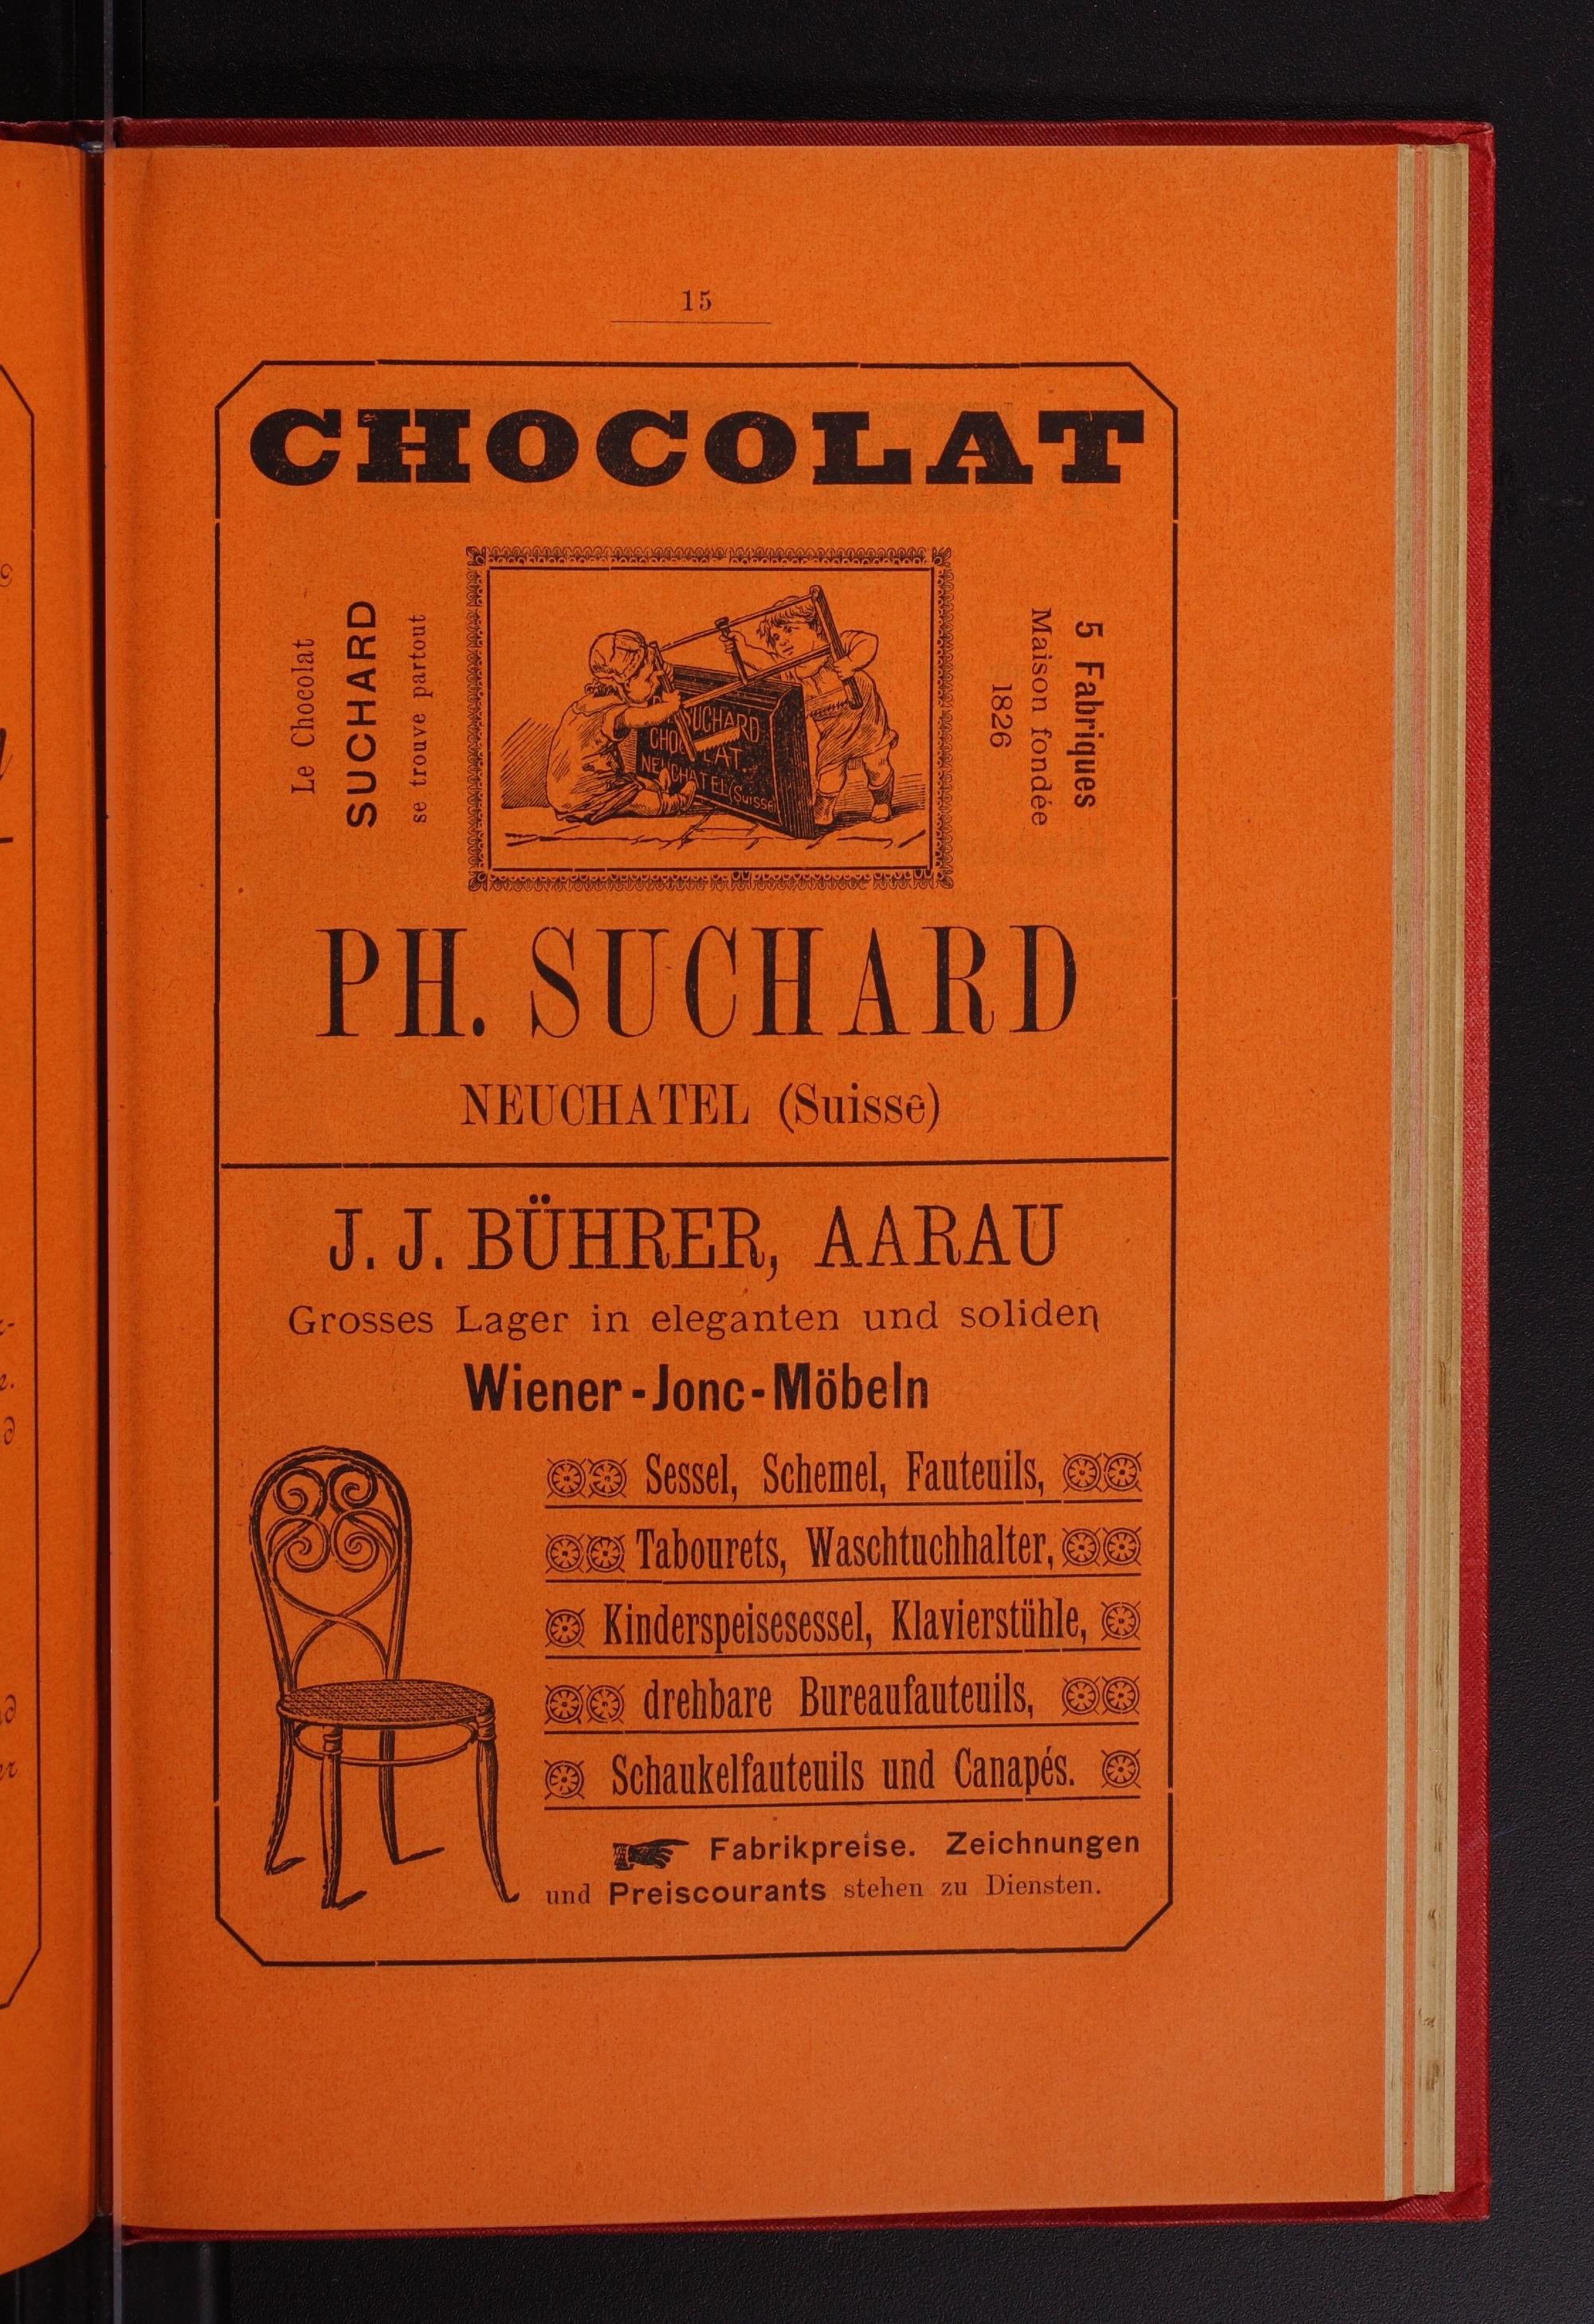 15
CHOCOLAT
Le Chocolat
SUCHARD
se trouve partout
SUCHARD
CHOCOLAT
NEUCHATEL (Suisse)
5 Fabriques
Maison fondée
1826
PH. SUCHARD
NEUCHATEL (Suisse)
J. J. BÜHRER, AARAU
Grosses Lager in eleganten und soliden
Wiener-Jonc-Möbeln
Sessel, Schemel, Fauteuils,
Tabourets, Waschtuchhalter,
Kinderspeisesessel, Klavierstühle,
drehbare Bureaufauteuils,
Schaukelfauteuils und Canapés.
Fabrikpreise. Zeichnungen
und Preiscourants stehen zu Diensten.